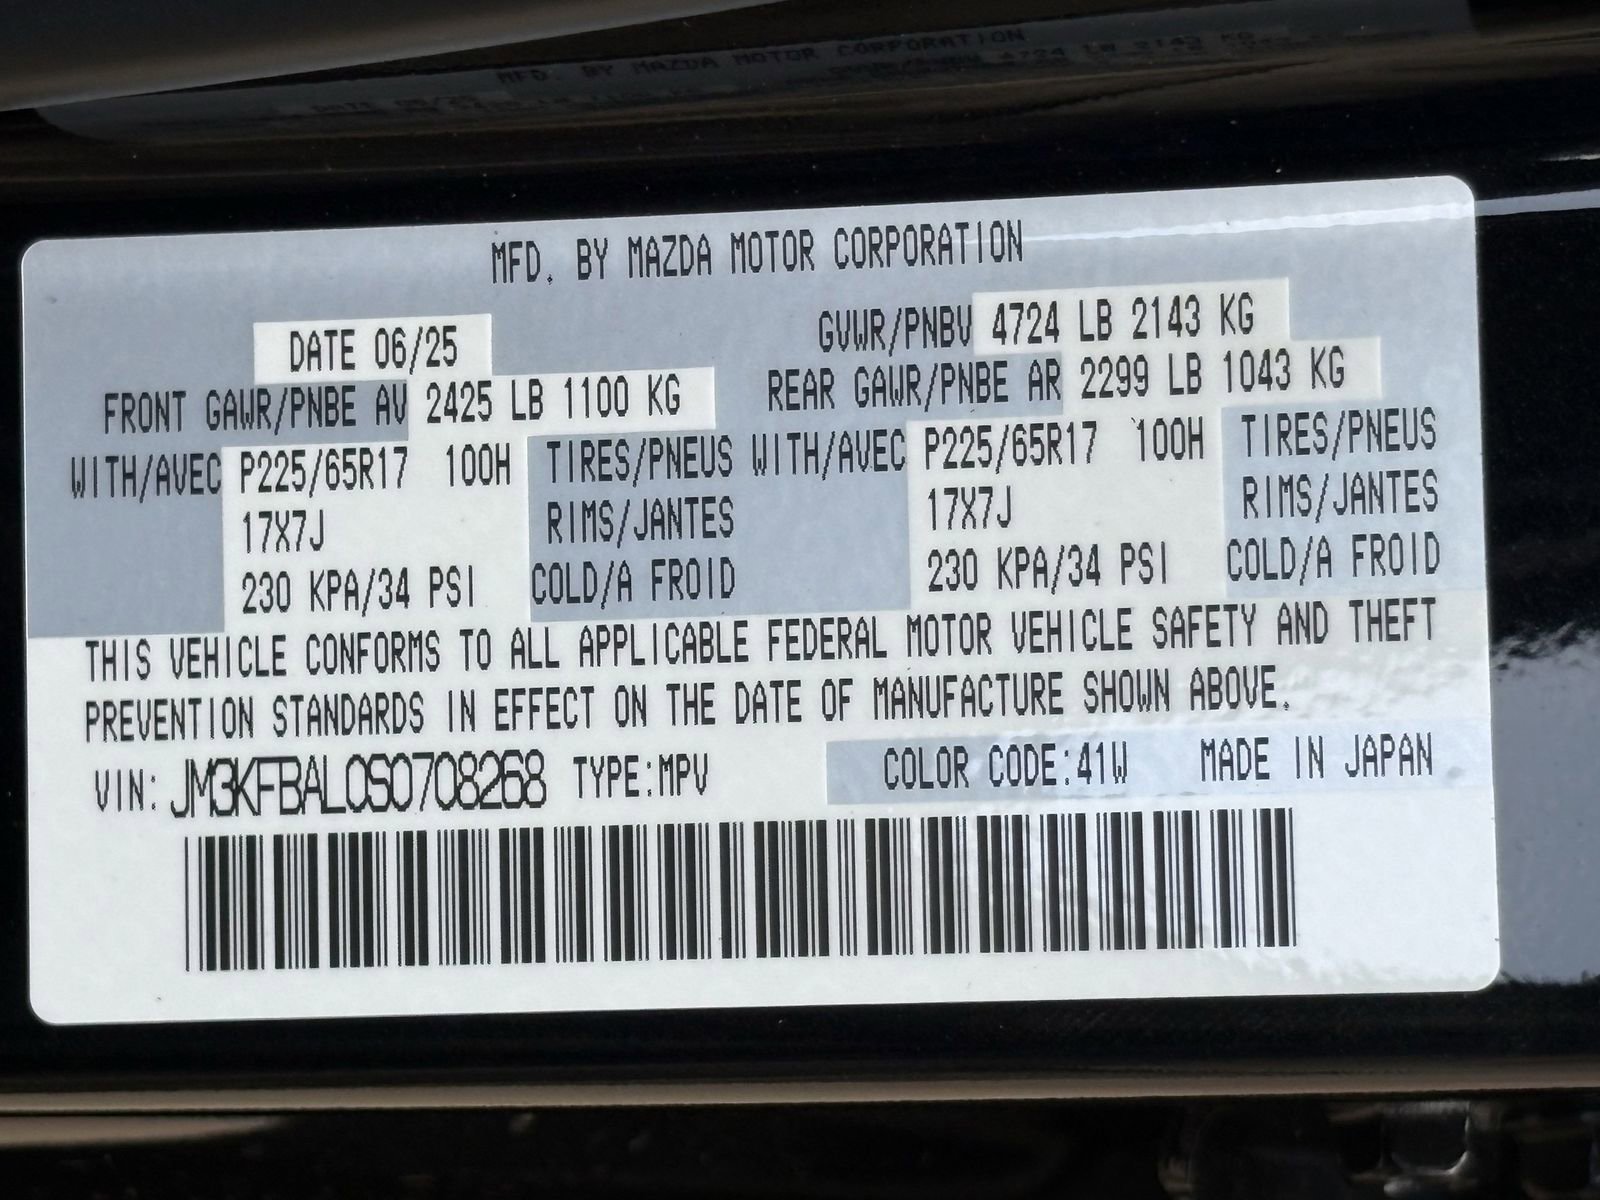 MFD. BY MAZDA MOTOR CORPORATION
DATE 06/25 GVWR/PNBV 4724 LB 2143 KG
FRONT GAWR/PNBE AV 2425 LB 1100 KG REAR GAWR/PNBE AR 2299 LB 1043 KG
WITH/AVEC P225/65R17 100H TIRES/PNEUS WITH/AVEC P225/65R17 100H TIRES/PNEUS
17X7J RIMS/JANTES 17X7J RIMS/JANTES
230 KPA/34 PSI COLD/A FROID 230 KPA/34 PSI COLD/A FROID
THIS VEHICLE CONFORMS TO ALL APPLICABLE FEDERAL MOTOR VEHICLE SAFETY AND THEFT
PREVENTION STANDARDS IN EFFECT ON THE DATE OF MANUFACTURE SHOWN ABOVE.
VIN: JM3KFBAL0S0708268 TYPE:MPV COLOR CODE:41W MADE IN JAPAN